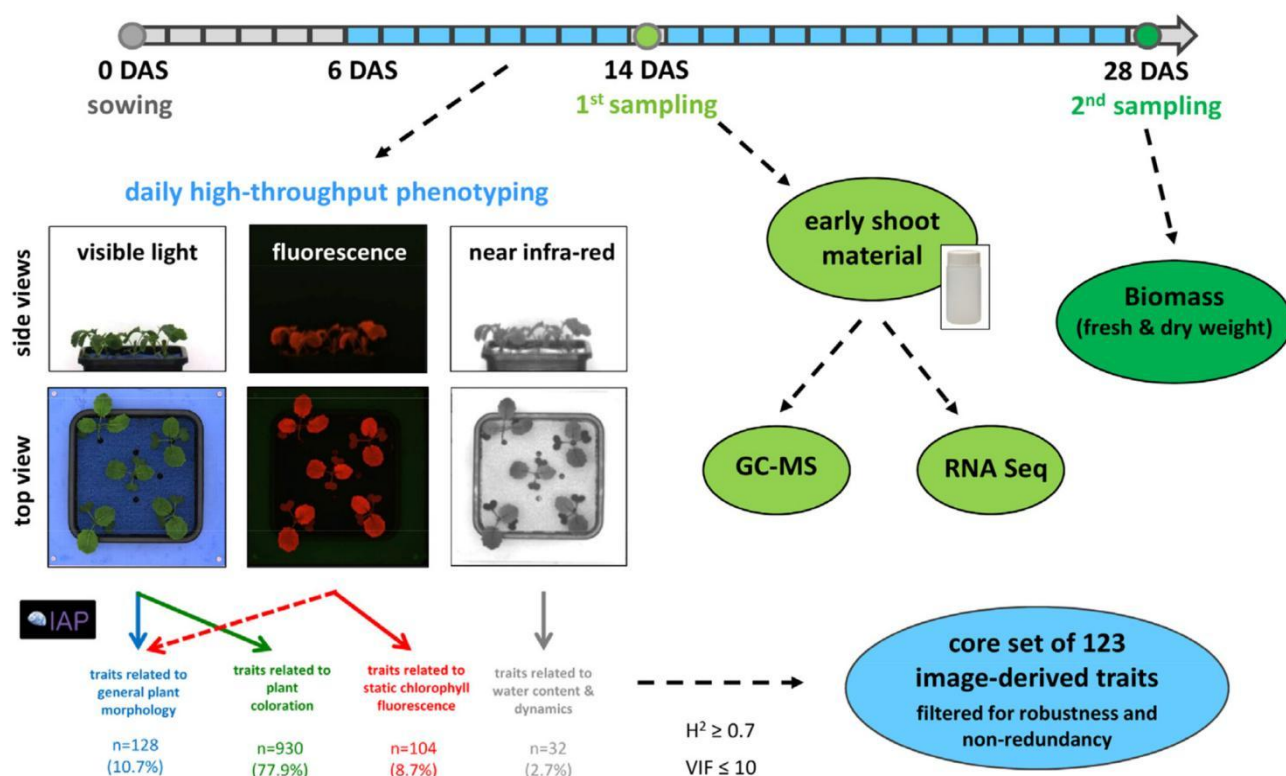 0 DAS
sowing
6 DAS
14 DAS
1st sampling
28 DAS
2nd sampling
daily high-throughput phenotyping
side views
visible light
fluorescence
near infra-red
top view
early shoot
material
Biomass
(fresh & dry weight)
GC-MS
RNA Seq
IAP
traits related to
general plant
morphology
n=128
(10.7%)
traits related to
plant
coloration
n=930
(77.9%)
traits related to
static chlorophyll
fluorescence
n=104
(8.7%)
traits related to
water content &
dynamics
n=32
(2.7%)
H² ≥ 0.7
VIF ≤ 10
core set of 123
image-derived traits
filtered for robustness and
non-redundancy